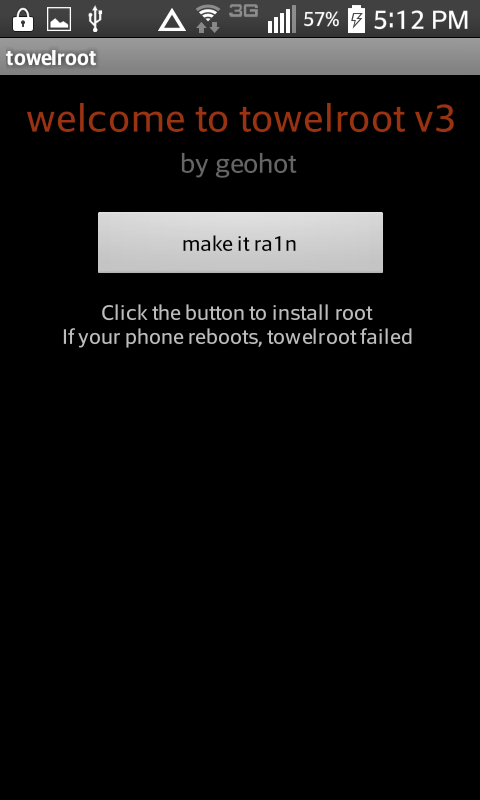 3G 57% 5:12 PM
towelroot
welcome to towelroot v3
by geohot
make it ra1n
Click the button to install root
If your phone reboots, towelroot failed